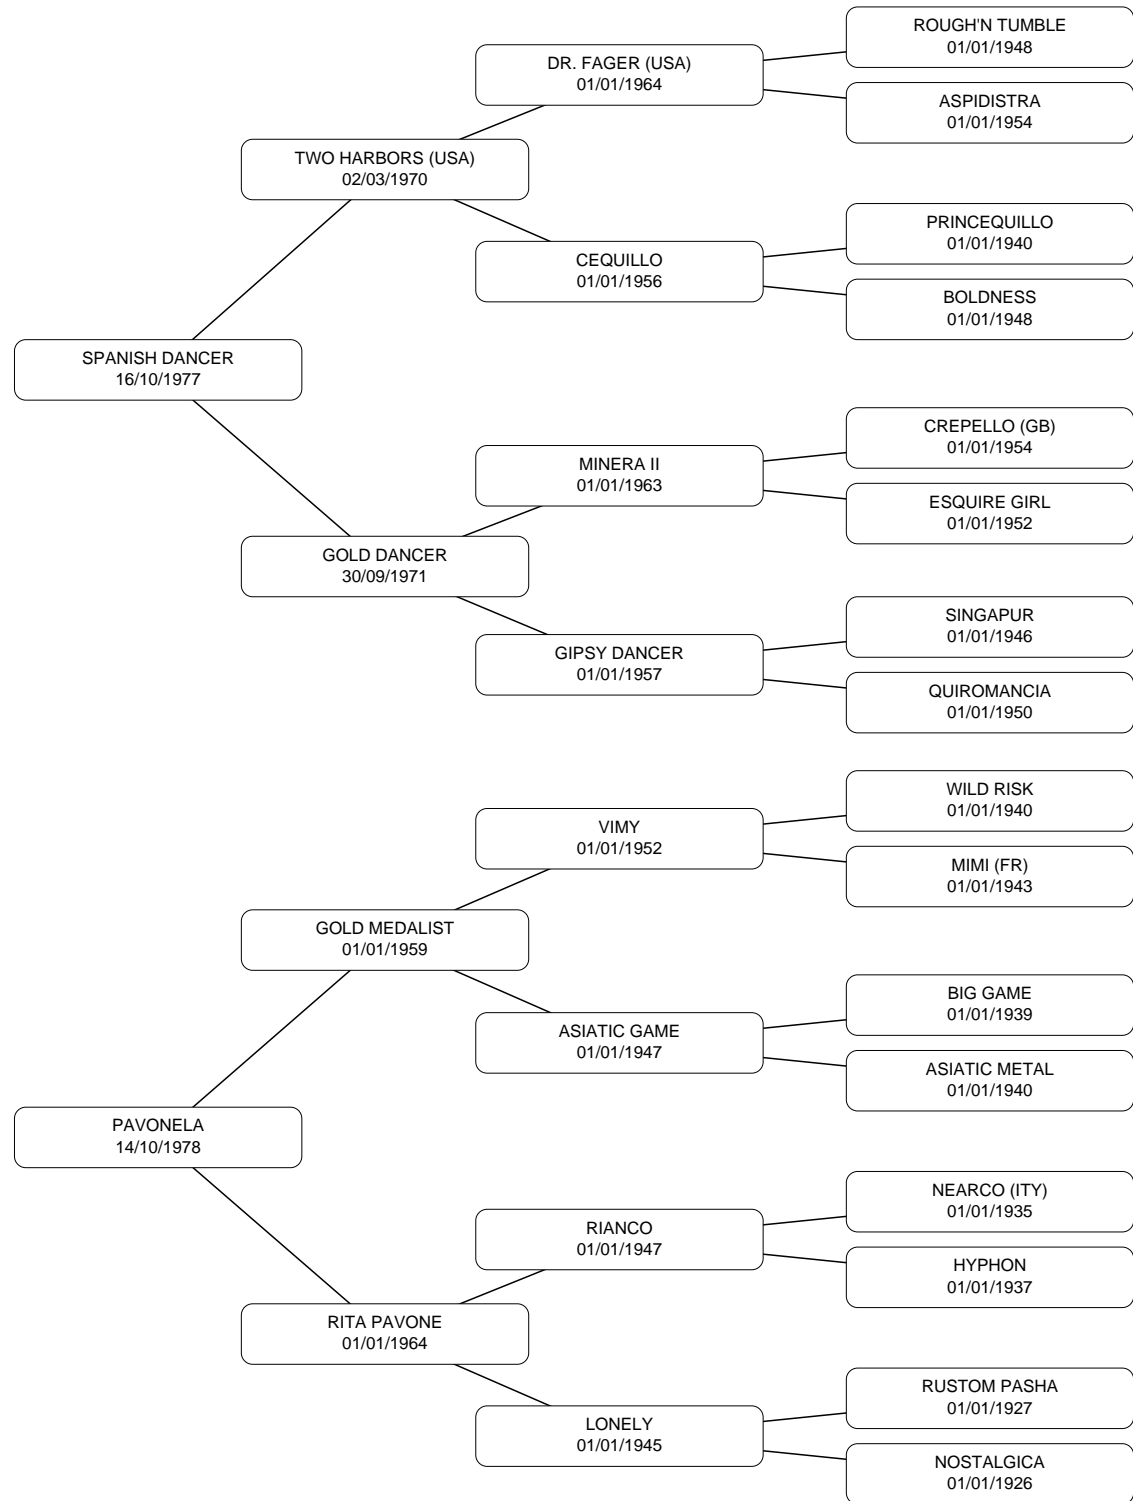 ROUGH'N TUMBLE
01/01/1948
DR. FAGER (USA)
01/01/1964
ASPIDISTRA
01/01/1954
TWO HARBORS (USA)
02/03/1970
PRINCEQUILLO
01/01/1940
CEQUILLO
01/01/1956
BOLDNESS
01/01/1948
SPANISH DANCER
16/10/1977
CREPELLO (GB)
01/01/1954
MINERA II
01/01/1963
ESQUIRE GIRL
01/01/1952
GOLD DANCER
30/09/1971
SINGAPUR
01/01/1946
GIPSY DANCER
01/01/1957
QUIROMANCIA
01/01/1950
WILD RISK
01/01/1940
VIMY
01/01/1952
MIMI (FR)
01/01/1943
GOLD MEDALIST
01/01/1959
BIG GAME
01/01/1939
ASIATIC GAME
01/01/1947
ASIATIC METAL
01/01/1940
PAVONELA
14/10/1978
NEARCO (ITY)
01/01/1935
RIANCO
01/01/1947
HYPHON
01/01/1937
RITA PAVONE
01/01/1964
RUSTOM PASHA
01/01/1927
LONELY
01/01/1945
NOSTALGICA
01/01/1926